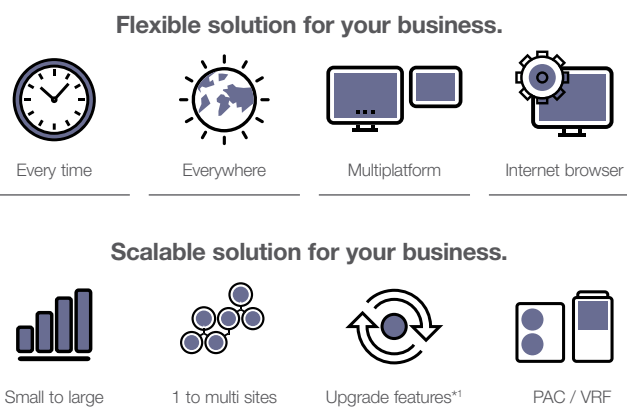 Flexible solution for your business.
Every time
Everywhere
Multiplatform
Internet browser
Scalable solution for your business.
Small to large
1 to multi sites
Upgrade features*1
PAC / VRF